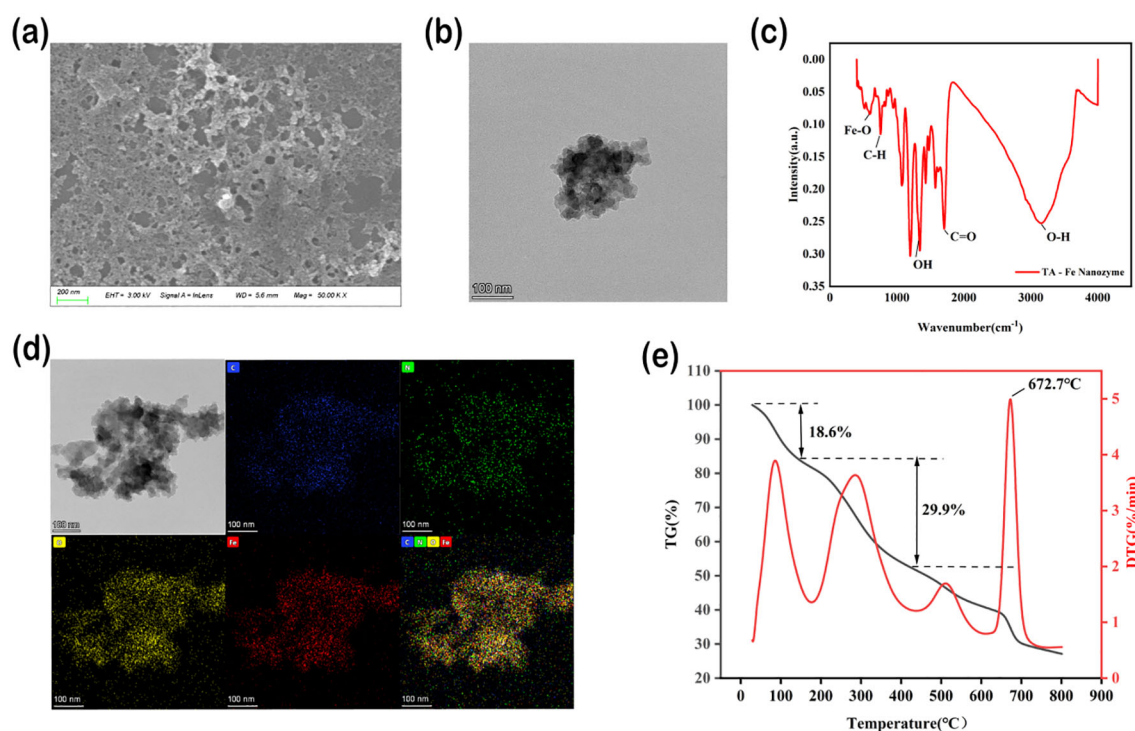 (a)
200 nm
EHT = 3.00 kV
Signal A = InLens
WD = 5.6 mm
Mag = 50.00 K X
(b)
100 nm
(c)
0.00
0.05
0.10
0.15
0.20
0.25
0.30
0.35
Intensity(a.u.)
Fe-O
C-H
OH
C=O
O-H
TA - Fe Nanozyme
1000
2000
3000
4000
Wavenumber(cm⁻¹)
(d)
100 nm
C
100 nm
N
100 nm
O
100 nm
Fe
100 nm
C N O Fe
100 nm
(e)
110
100
90
80
70
60
50
40
30
20
TG(%)
18.6%
29.9%
672.7℃
5
4
3
2
1
0
DTG(%/min)
0
100
200
300
400
500
600
700
800
900
Temperature(℃)